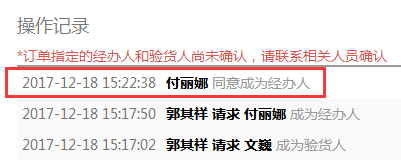 操作记录
*订单指定的经办人和验货人尚未确认，请联系相关人员确认
2017-12-18 15:22:38 付丽娜 同意成为经办人
2017-12-18 15:17:50 郭其祥 请求 付丽娜 成为经办人
2017-12-18 15:17:02 郭其祥 请求 文巍 成为验货人